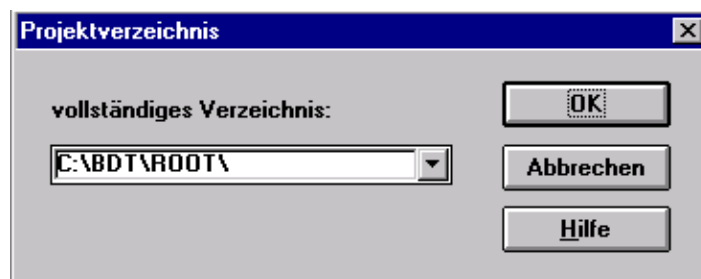 Projektverzeichnis
vollständiges Verzeichnis:
C:\BDT\ROOT\
OK
Abbrechen
Hilfe